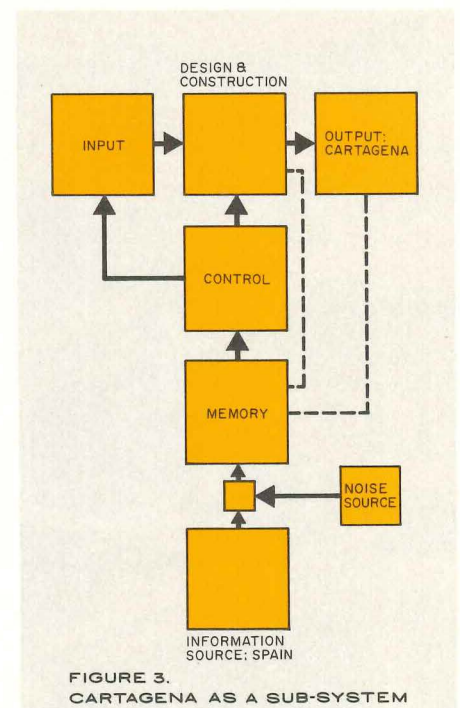 DESIGN &
CONSTRUCTION
INPUT
OUTPUT:
CARTAGENA
CONTROL
MEMORY
NOISE
SOURCE
INFORMATION
SOURCE: SPAIN
FIGURE 3.
CARTAGENA AS A SUB-SYSTEM